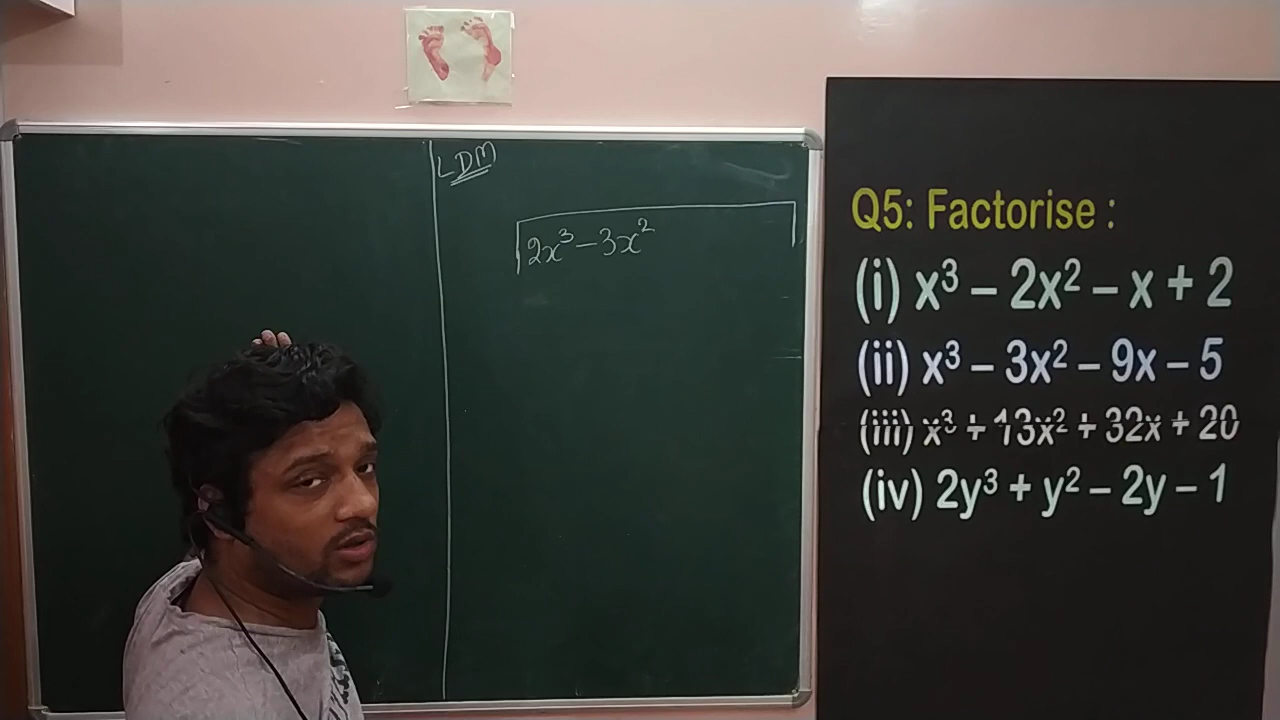 LDM
2x³ – 3x²
Q5: Factorise :
(i) x³ – 2x² – x + 2
(ii) x³ – 3x² – 9x – 5
(iii) x³ + 13x² + 32x + 20
(iv) 2y³ + y² – 2y – 1